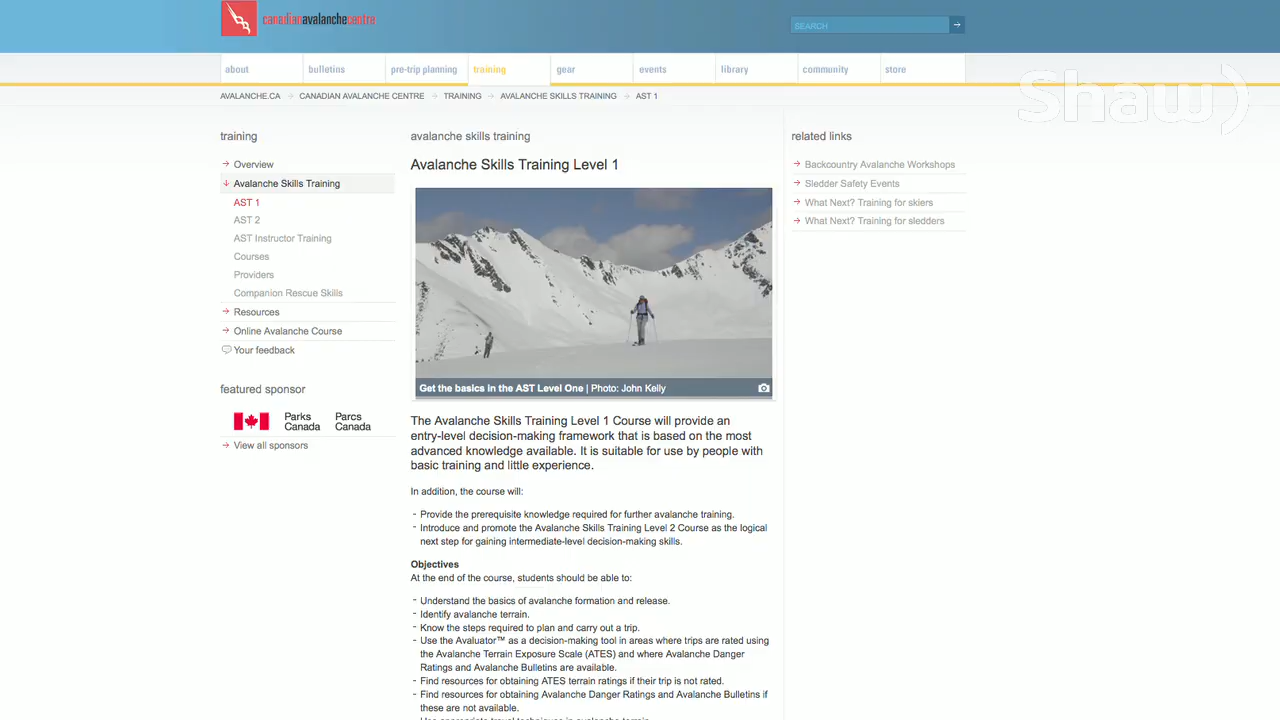 canadianavalanchecentre
SEARCH
about
bulletins
pre-trip planning
training
gear
events
library
community
store
AVALANCHE.CA
CANADIAN AVALANCHE CENTRE
TRAINING
AVALANCHE SKILLS TRAINING
AST 1
Shaw)
training
Overview
Avalanche Skills Training
AST 1
AST 2
AST Instructor Training
Courses
Providers
Companion Rescue Skills
Resources
Online Avalanche Course
Your feedback
featured sponsor
Parks Parcs
Canada Canada
View all sponsors
avalanche skills training
Avalanche Skills Training Level 1
Get the basics in the AST Level One | Photo: John Kelly
The Avalanche Skills Training Level 1 Course will provide an
entry-level decision-making framework that is based on the most
advanced knowledge available. It is suitable for use by people with
basic training and little experience.
In addition, the course will:
- Provide the prerequisite knowledge required for further avalanche training.
- Introduce and promote the Avalanche Skills Training Level 2 Course as the logical
next step for gaining intermediate-level decision-making skills.
Objectives
At the end of the course, students should be able to:
- Understand the basics of avalanche formation and release.
- Identify avalanche terrain.
- Know the steps required to plan and carry out a trip.
- Use the Avaluator™ as a decision-making tool in areas where trips are rated using
the Avalanche Terrain Exposure Scale (ATES) and where Avalanche Danger
Ratings and Avalanche Bulletins are available.
- Find resources for obtaining ATES terrain ratings if their trip is not rated.
- Find resources for obtaining Avalanche Danger Ratings and Avalanche Bulletins if
these are not available.
- Use appropriate travel techniques in avalanche terrain.
related links
Backcountry Avalanche Workshops
Sledder Safety Events
What Next? Training for skiers
What Next? Training for sledders